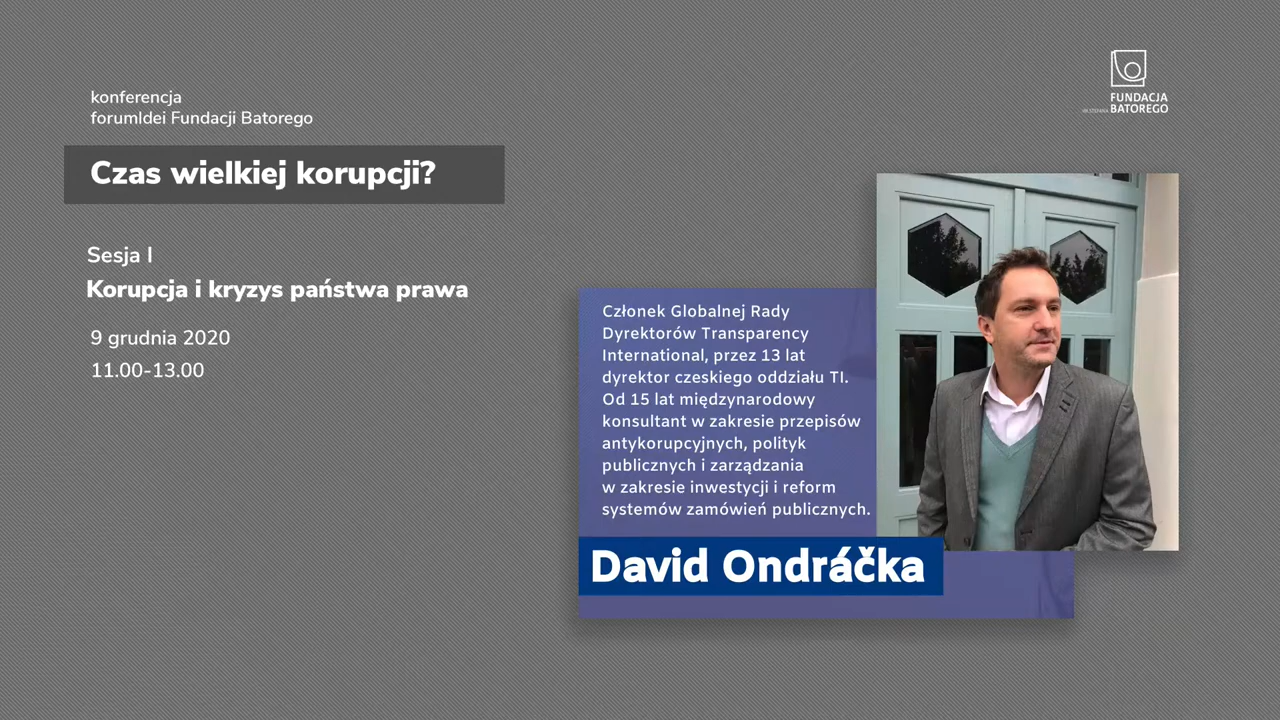 konferencja
forumIdei Fundacji Batorego
Czas wielkiej korupcji?
Sesja I
Korupcja i kryzys państwa prawa
9 grudnia 2020
11.00-13.00
FUNDACJA
IM. STEFANA BATOREGO
Członek Globalnej Rady
Dyrektorów Transparency
International, przez 13 lat
dyrektor czeskiego oddziału TI.
Od 15 lat międzynarodowy
konsultant w zakresie przepisów
antykorupcyjnych, polityk
publicznych i zarządzania
w zakresie inwestycji i reform
systemów zamówień publicznych.
David Ondráčka